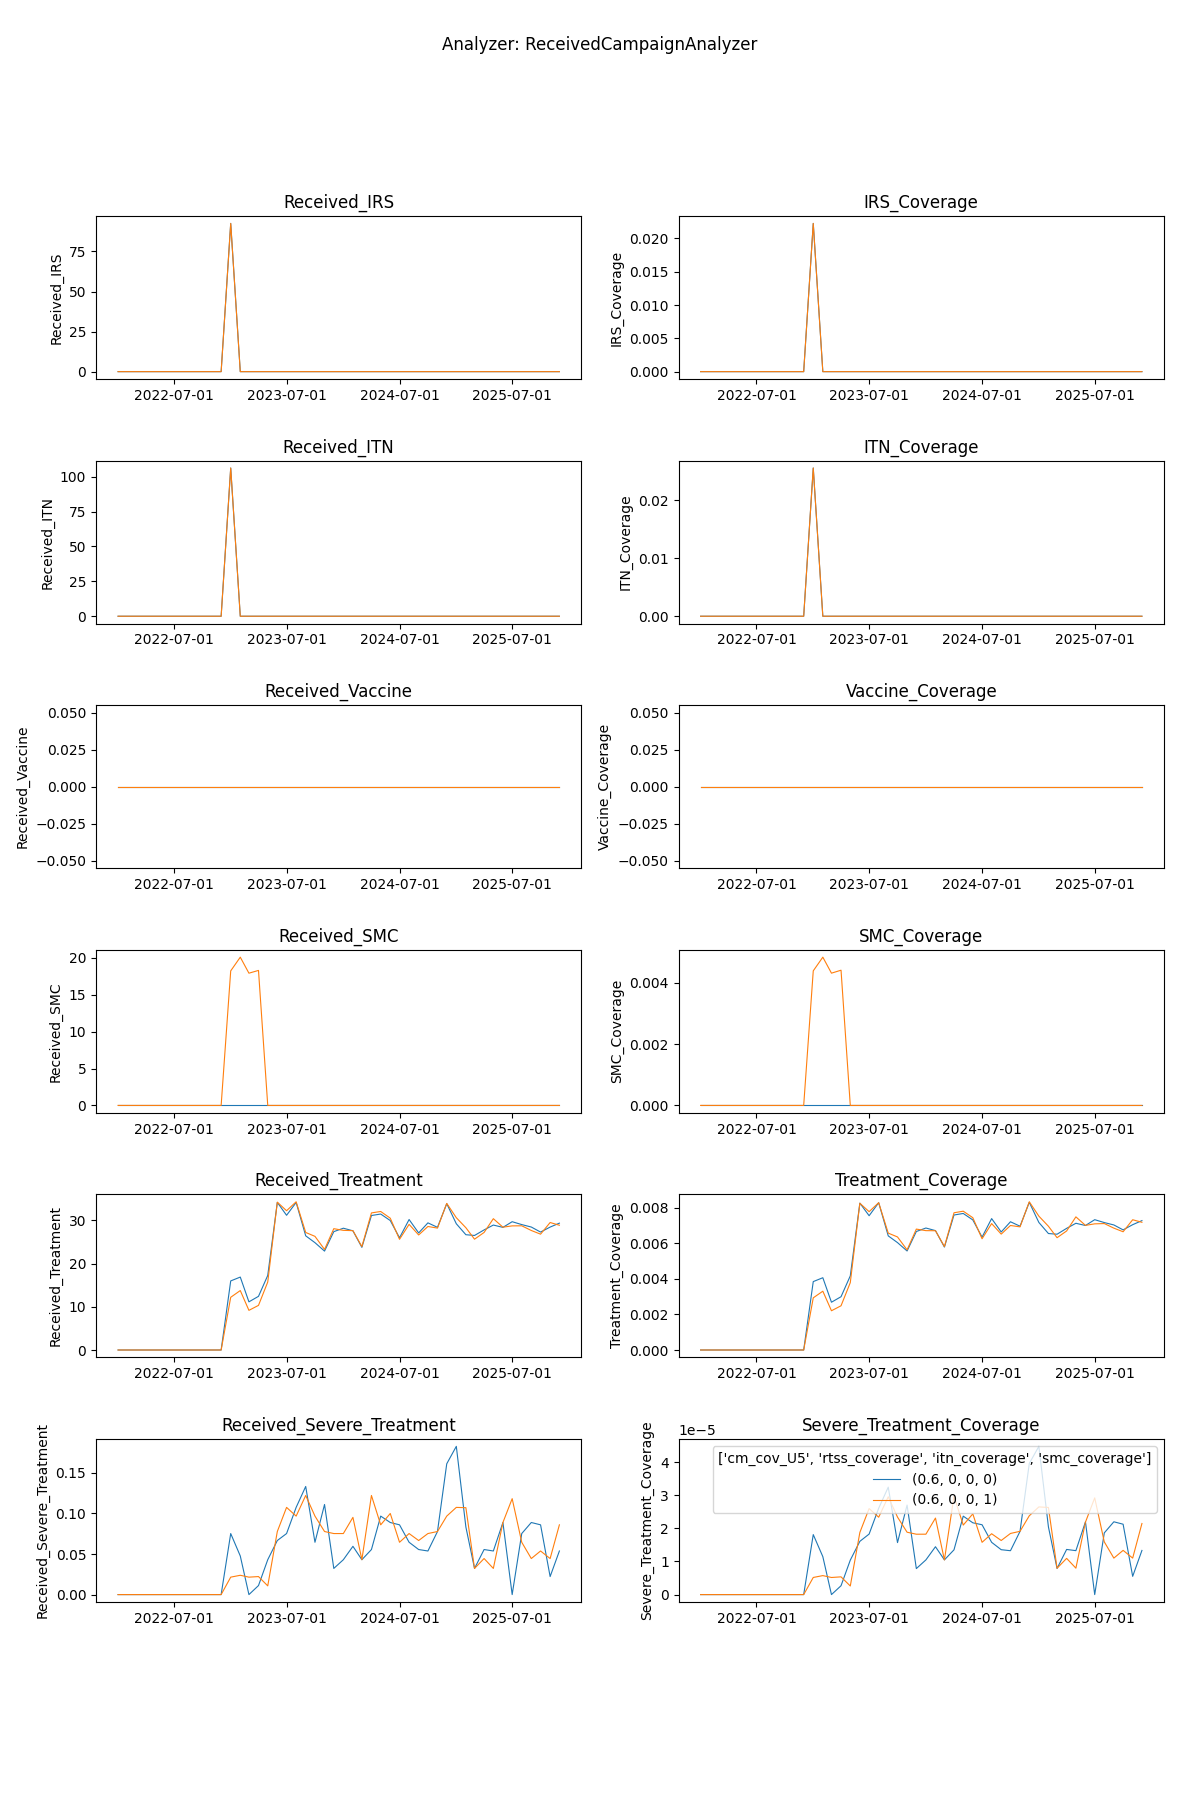 Analyzer: ReceivedCampaignAnalyzer
Received_IRS
Received_IRS
75
50
25
0
2022-07-01 2023-07-01 2024-07-01 2025-07-01
IRS_Coverage
IRS_Coverage
0.020
0.015
0.010
0.005
0.000
2022-07-01 2023-07-01 2024-07-01 2025-07-01
Received_ITN
Received_ITN
100
75
50
25
0
2022-07-01 2023-07-01 2024-07-01 2025-07-01
ITN_Coverage
ITN_Coverage
0.02
0.01
0.00
2022-07-01 2023-07-01 2024-07-01 2025-07-01
Received_Vaccine
Received_Vaccine
0.050
0.025
0.000
−0.025
−0.050
2022-07-01 2023-07-01 2024-07-01 2025-07-01
Vaccine_Coverage
Vaccine_Coverage
0.050
0.025
0.000
−0.025
−0.050
2022-07-01 2023-07-01 2024-07-01 2025-07-01
Received_SMC
Received_SMC
20
15
10
5
0
2022-07-01 2023-07-01 2024-07-01 2025-07-01
SMC_Coverage
SMC_Coverage
0.004
0.002
0.000
2022-07-01 2023-07-01 2024-07-01 2025-07-01
Received_Treatment
Received_Treatment
30
20
10
0
2022-07-01 2023-07-01 2024-07-01 2025-07-01
Treatment_Coverage
Treatment_Coverage
0.008
0.006
0.004
0.002
0.000
2022-07-01 2023-07-01 2024-07-01 2025-07-01
Received_Severe_Treatment
Received_Severe_Treatment
0.15
0.10
0.05
0.00
2022-07-01 2023-07-01 2024-07-01 2025-07-01
Severe_Treatment_Coverage
Severe_Treatment_Coverage
1e−5
4
3
2
1
0
['cm_cov_U5', 'rtss_coverage', 'itn_coverage', 'smc_coverage']
(0.6, 0, 0, 0)
(0.6, 0, 0, 1)
2022-07-01 2023-07-01 2024-07-01 2025-07-01